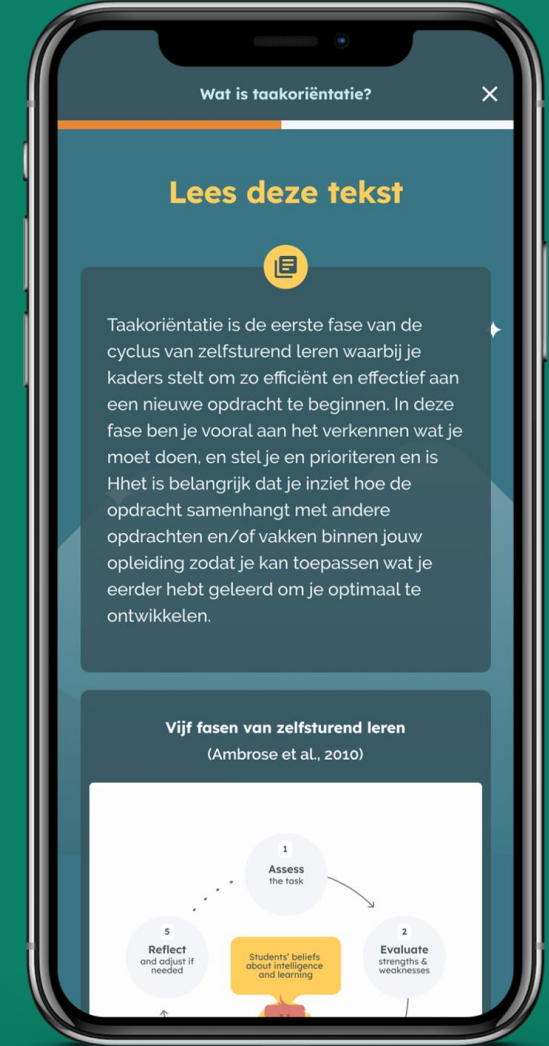 Wat is taakoriëntatie?
Lees deze tekst
Taakoriëntatie is de eerste fase van de
cyclus van zelfsturend leren waarbij je
kaders stelt om zo efficiënt en effectief aan
een nieuwe opdracht te beginnen. In deze
fase ben je vooral aan het verkennen wat je
moet doen, en stel je en prioriteren en is
Hhet is belangrijk dat je inziet hoe de
opdracht samenhangt met andere
opdrachten en/of vakken binnen jouw
opleiding zodat je kan toepassen wat je
eerder hebt geleerd om je optimaal te
ontwikkelen.
Vijf fasen van zelfsturend leren
(Ambrose et al., 2010)
1
Assess
the task
5
Reflect
and adjust if
needed
Students' beliefs
about intelligence
and learning
2
Evaluate
strengths &
weaknesses